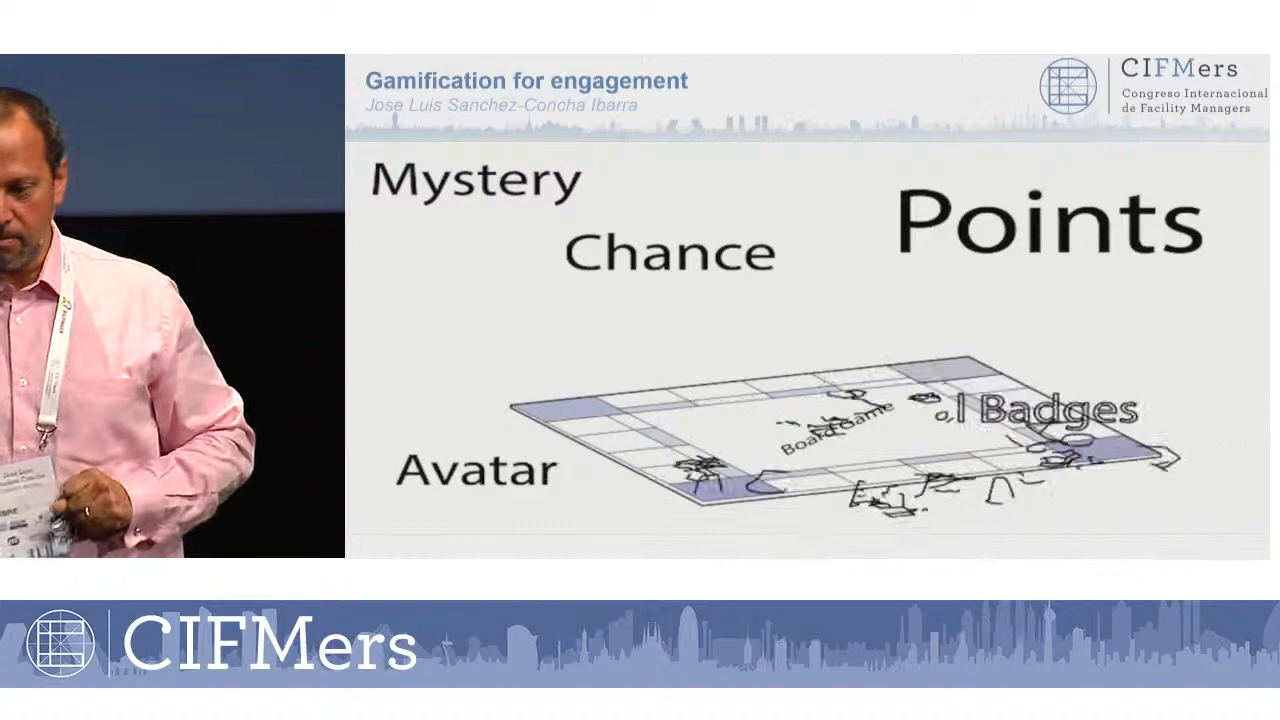 Gamification for engagement
Jose Luis Sanchez-Concha Ibarra
CIFMers
Congreso Internacional
de Facility Managers
Mystery
Points
Chance
Board Game
l Badges
Avatar
CIFMers